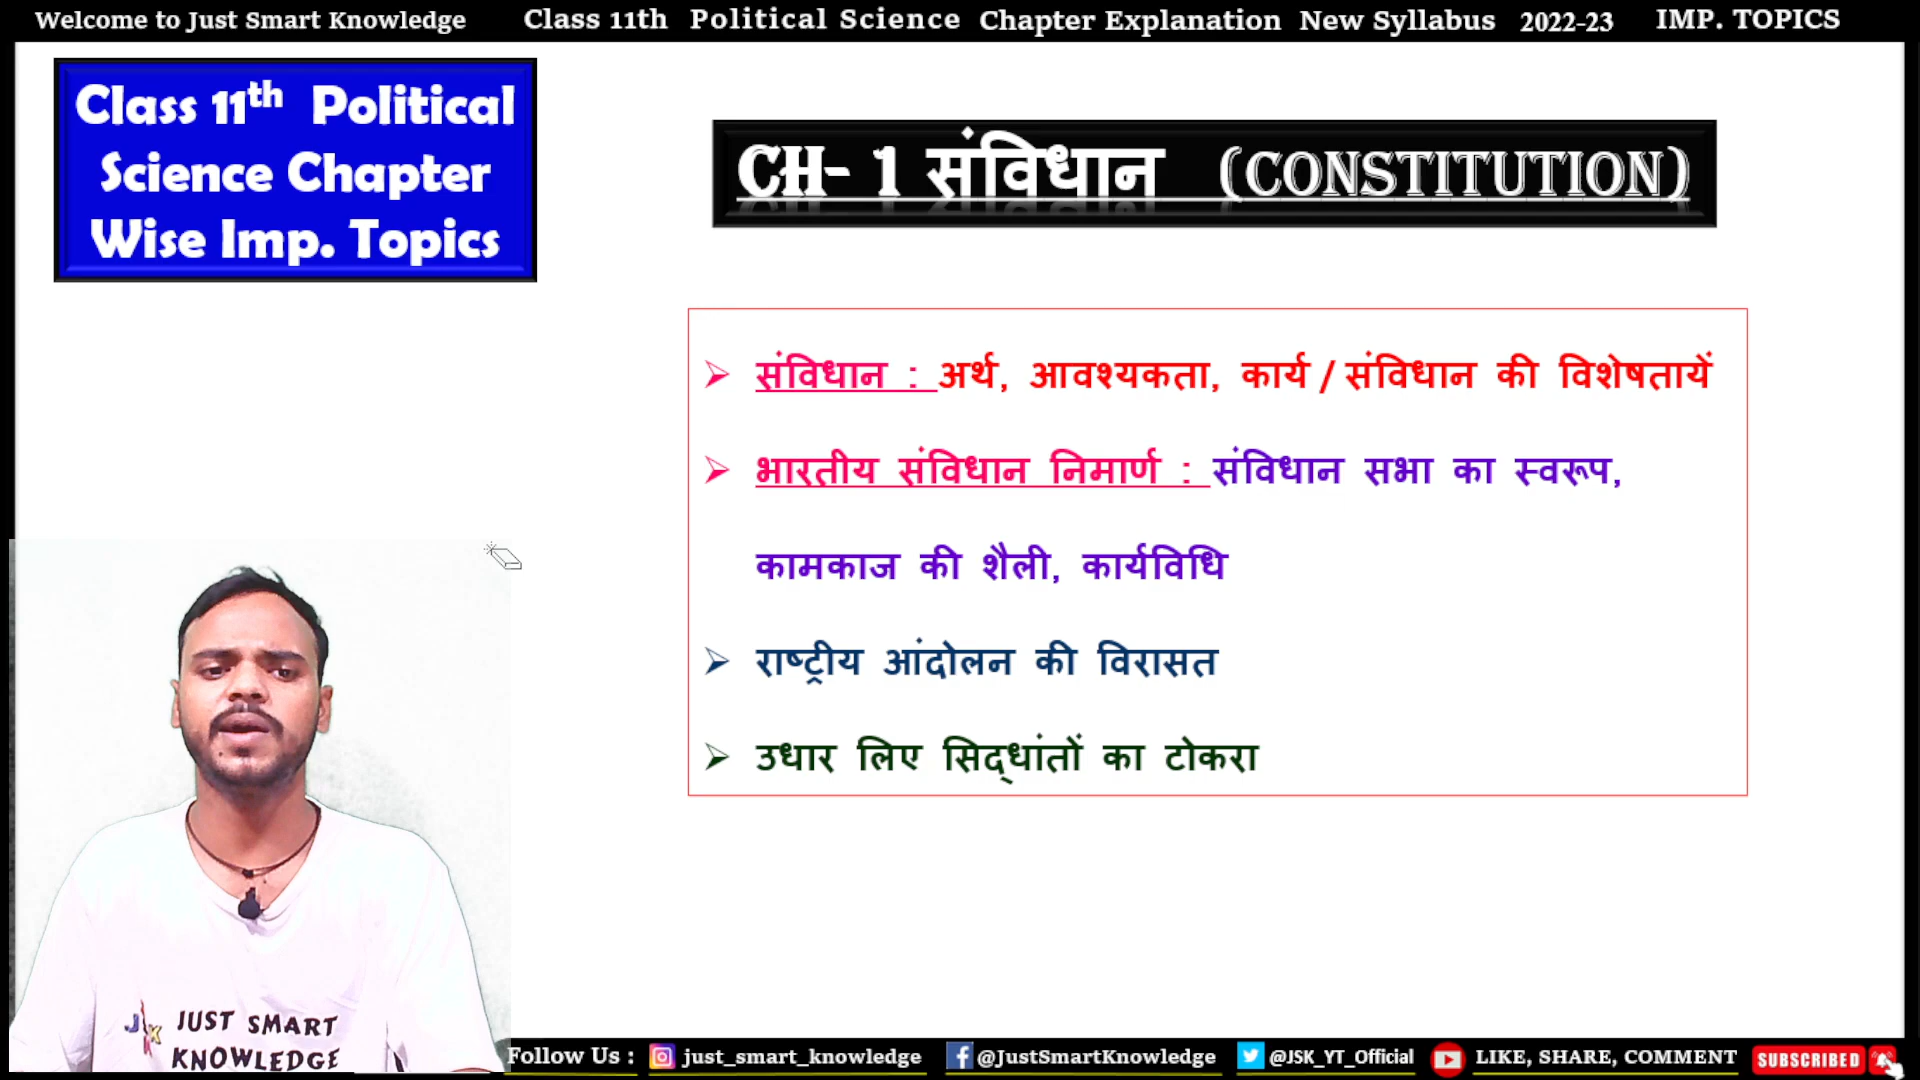 Welcome to Just Smart Knowledge Class 11th Political Science Chapter Explanation New Syllabus 2022-23 IMP. TOPICS
Class 11th Political
Science Chapter
Wise Imp. Topics
CH- 1 संविधान (CONSTITUTION)
➢ संविधान : अर्थ, आवश्यकता, कार्य / संविधान की विशेषतायें
➢ भारतीय संविधान निमार्ण : संविधान सभा का स्वरूप,
कामकाज की शैली, कार्यविधि
➢ राष्ट्रीय आंदोलन की विरासत
➢ उधार लिए सिद्धांतों का टोकरा
JSK JUST SMART
KNOWLEDGE
Follow Us : just_smart_knowledge @JustSmartKnowledge @JSK_YT_Official LIKE, SHARE, COMMENT SUBSCRIBED